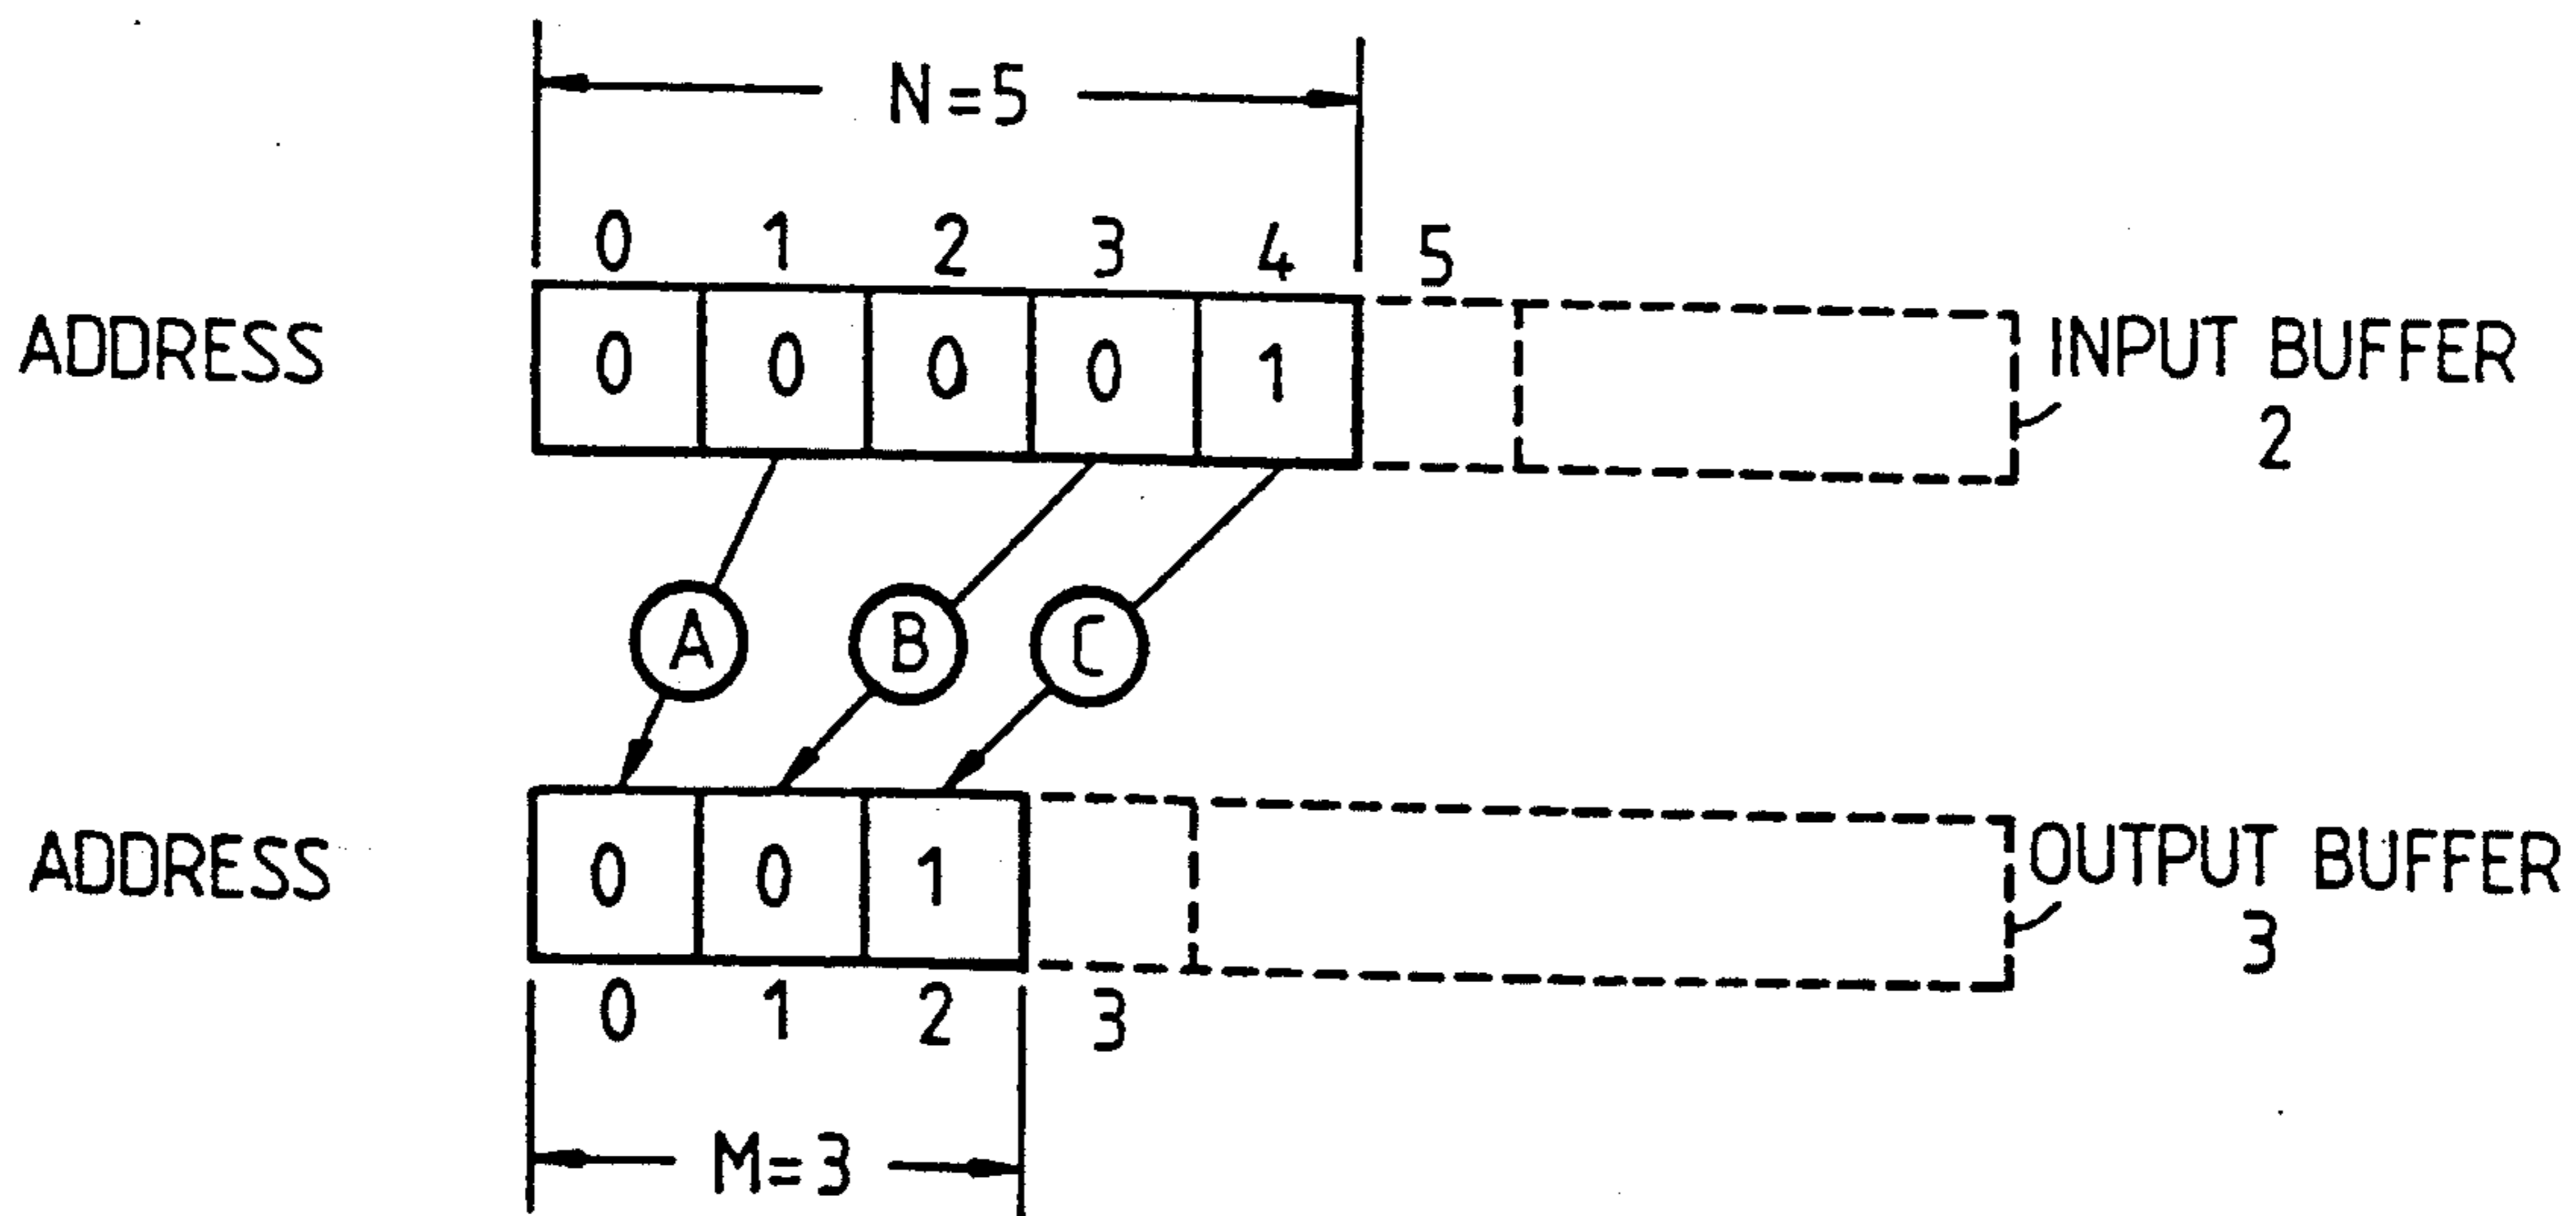 N=5
0 1 2 3 4 5
ADDRESS 0 0 0 0 1 INPUT BUFFER
2
A B C
ADDRESS 0 0 1 OUTPUT BUFFER
3
0 1 2 3
M=3